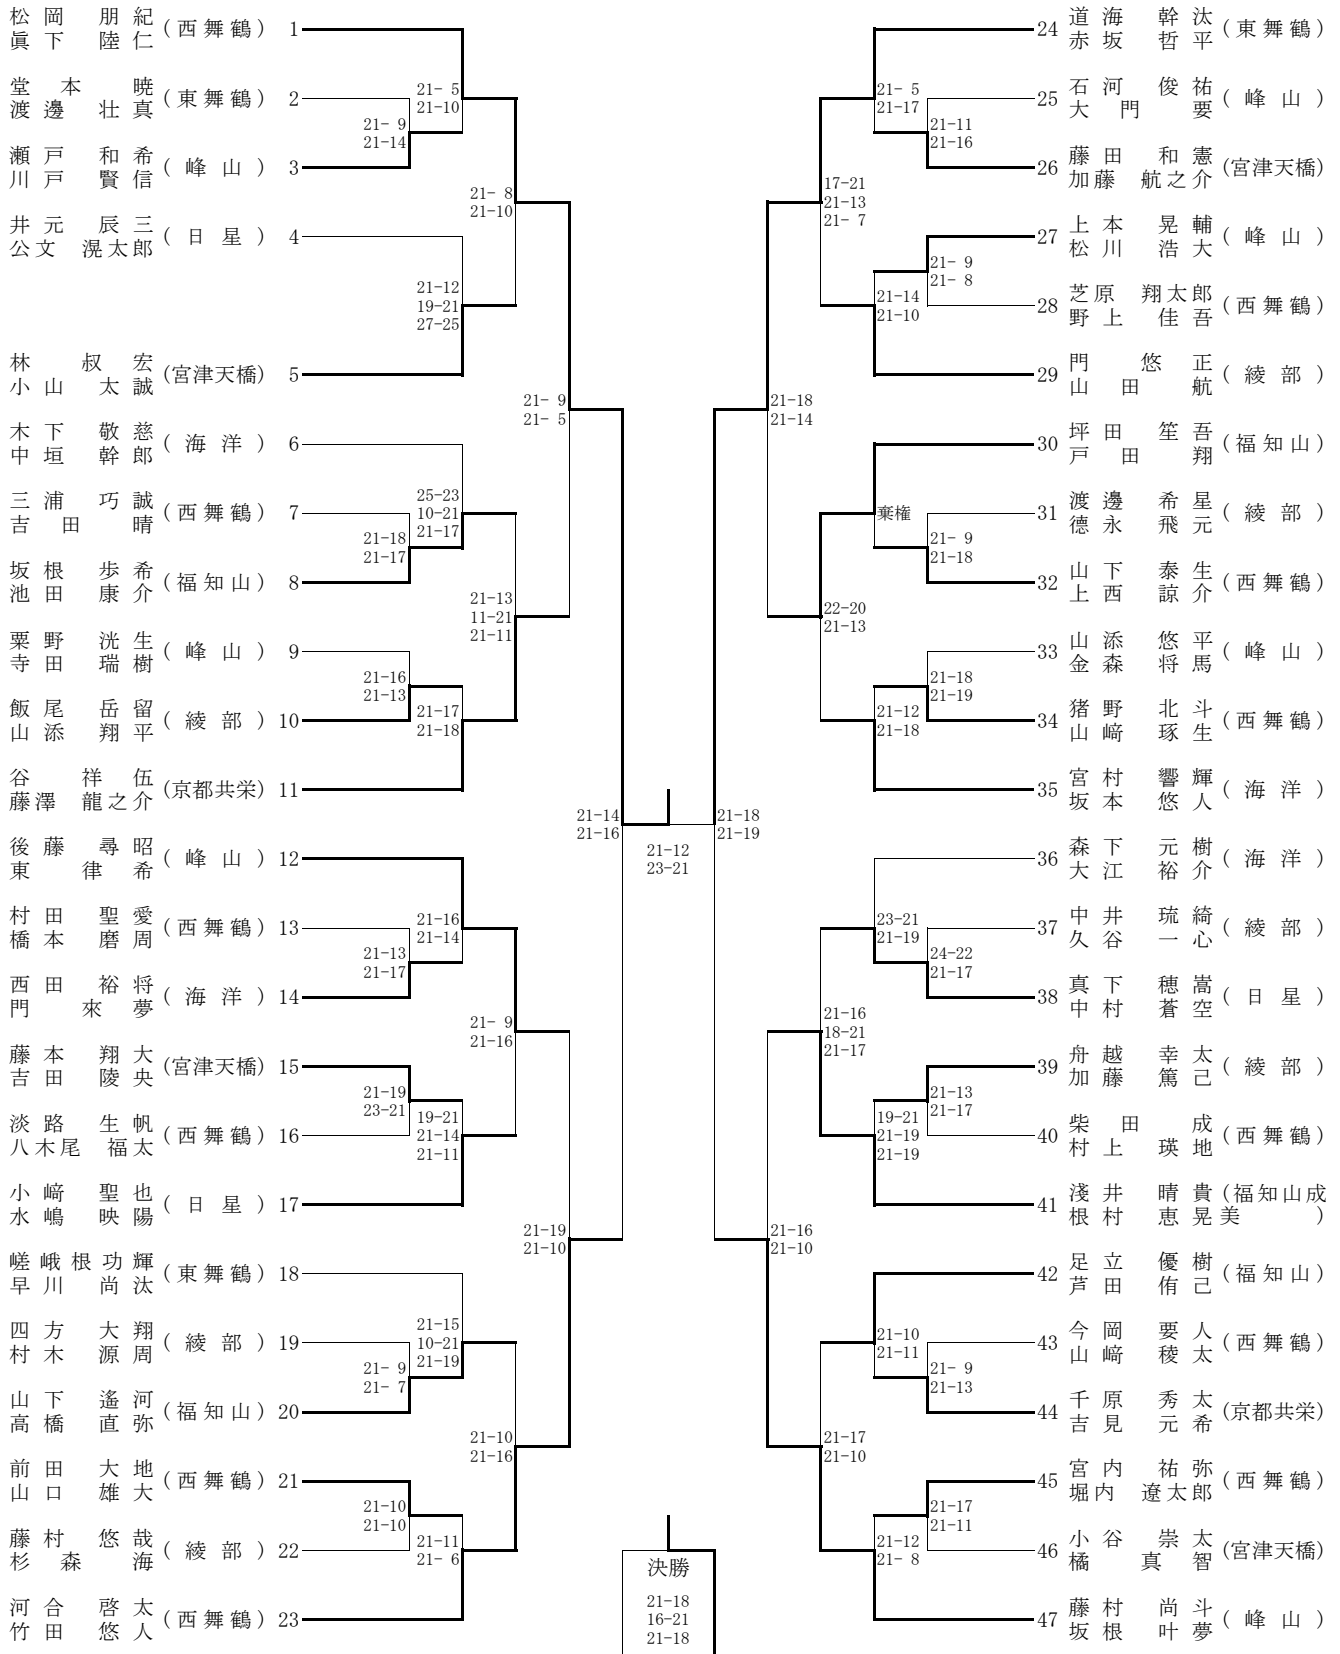 松岡 朋紀
眞下 陸仁 (西舞鶴) 1
堂本 暁
渡邊 壮真 (東舞鶴) 2
瀬戸 和希
川戸 賢信 (峰山) 3
井元 辰三
公文 滉太郎 (日星) 4
林 叔宏
小山 太誠 (宮津天橋) 5
木下 敬慈
中垣 幹郎 (海洋) 6
三浦 巧誠
吉田 晴 (西舞鶴) 7
坂根 歩希
池田 康介 (福知山) 8
粟野 洸生
寺田 瑞樹 (峰山) 9
飯尾 岳留
山添 翔平 (綾部) 10
谷 祥伍
藤澤 龍之介 (京都共栄) 11
後藤 尋昭
東 律希 (峰山) 12
村田 聖愛
橋本 磨周 (西舞鶴) 13
西田 裕将
門 來夢 (海洋) 14
藤本 翔大
吉田 陵央 (宮津天橋) 15
淡路 生帆
八木尾 福太 (西舞鶴) 16
小﨑 聖也
水嶋 映陽 (日星) 17
嵯峨根功輝
早川 尚汰 (東舞鶴) 18
四方 大翔
村木 源周 (綾部) 19
山下 遙河
高橋 直弥 (福知山) 20
前田 大地
山口 雄大 (西舞鶴) 21
藤村 悠哉
杉森 海 (綾部) 22
河合 啓太
竹田 悠人 (西舞鶴) 23
21-9
21-14
21-18
21-17
21-16
21-13
21-13
21-17
21-19
23-21
21-9
21-7
21-10
21-10
21-5
21-10
21-12
19-21
27-25
25-23
10-21
21-17
21-17
21-18
21-16
21-14
19-21
21-14
21-11
21-15
10-21
21-19
21-11
21-6
21-8
21-10
21-13
11-21
21-11
21-9
21-16
21-10
21-16
21-9
21-5
21-19
21-10
21-14
21-16
21-12
23-21
決勝
21-18
16-21
21-18
21-18
21-19
21-18
21-14
21-16
21-10
17-21
21-13
21-7
22-20
21-13
21-16
18-21
21-17
21-17
21-10
21-5
21-17
21-14
21-10
棄権
21-12
21-18
23-21
21-19
19-21
21-19
21-19
21-10
21-11
21-12
21-8
21-11
21-16
21-9
21-8
21-9
21-18
21-18
21-19
24-22
21-17
21-13
21-17
21-9
21-13
21-17
21-11
24 道海 幹汰
赤坂 哲平 (東舞鶴)
25 石河 俊祐
大門 要 (峰山)
26 藤田 和憲
加藤 航之介 (宮津天橋)
27 上本 晃輔
松川 浩大 (峰山)
28 芝原 翔太郎
野上 佳吾 (西舞鶴)
29 門 悠正
山田 航 (綾部)
30 坪田 笙吾
戸田 翔 (福知山)
31 渡邊 希星
德永 飛元 (綾部)
32 山下 泰生
上西 諒介 (西舞鶴)
33 山添 悠平
金森 将馬 (峰山)
34 猪野 北斗
山﨑 琢生 (西舞鶴)
35 宮村 響輝
坂本 悠人 (海洋)
36 森下 元樹
大江 裕介 (海洋)
37 中井 琉綺
久谷 一心 (綾部)
38 真下 穂嵩
中村 蒼空 (日星)
39 舟越 幸太
加藤 篤己 (綾部)
40 柴田 成
村上 瑛地 (西舞鶴)
41 淺井 晴貴 (福知山成
根村 恵晃 美)
42 足立 優樹
芦田 侑己 (福知山)
43 今岡 要人
山﨑 稜太 (西舞鶴)
44 千原 秀太
吉見 元希 (京都共栄)
45 宮内 祐弥
堀内 遼太郎 (西舞鶴)
46 小谷 崇太
橘 真智 (宮津天橋)
47 藤村 尚斗
坂根 叶夢 (峰山)